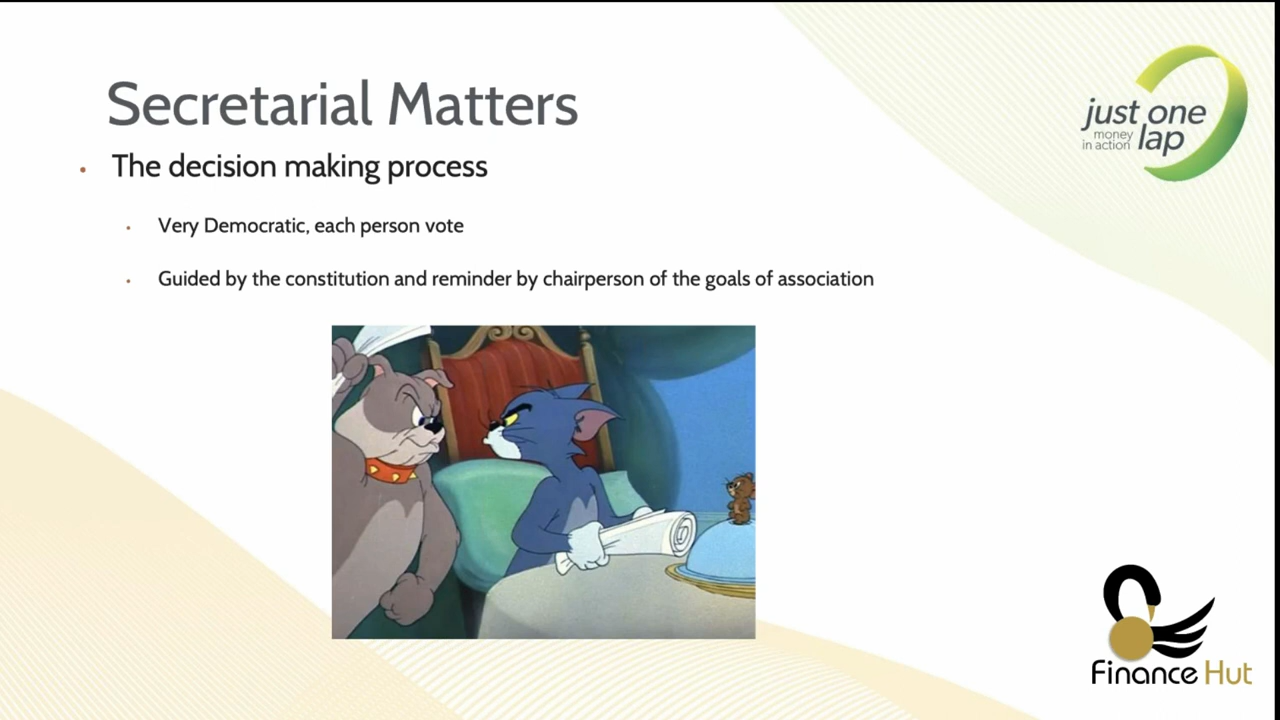 Secretarial Matters
• The decision making process
• Very Democratic, each person vote
• Guided by the constitution and reminder by chairperson of the goals of association
just one
money
in action lap
Finance Hut